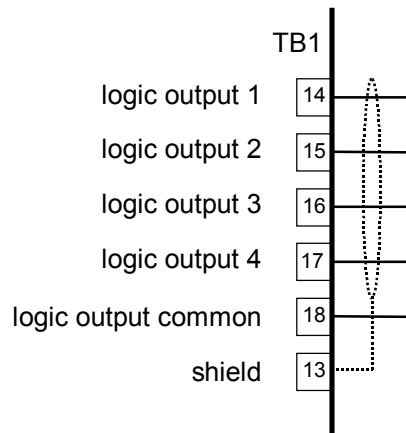 TB1
logic output 1 14
logic output 2 15
logic output 3 16
logic output 4 17
logic output common 18
shield 13